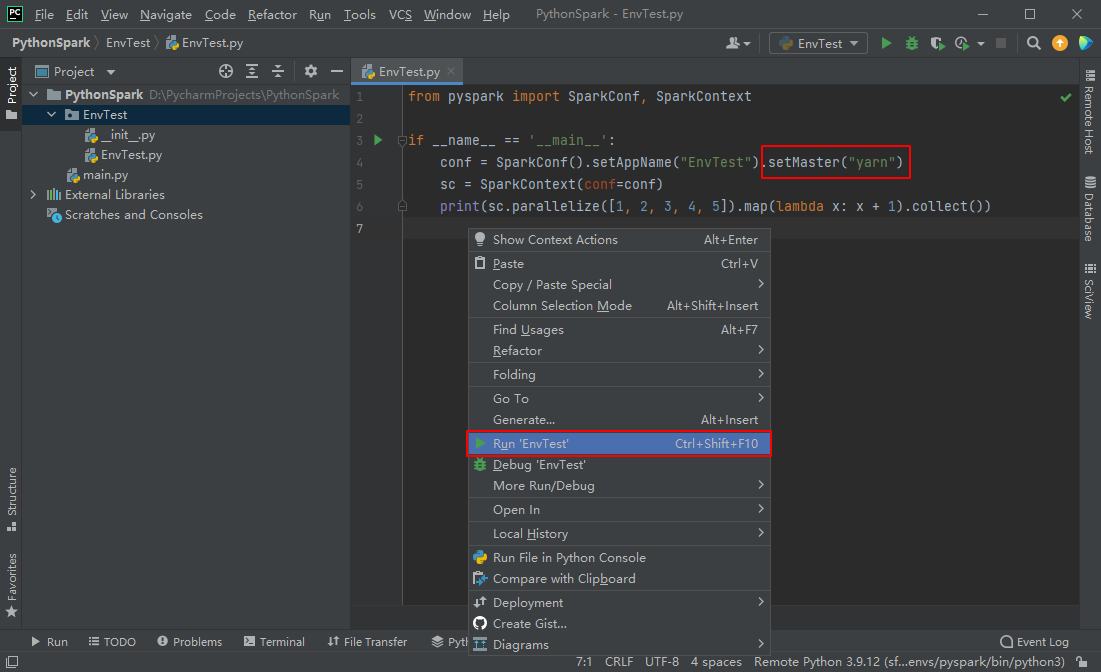 PC File Edit View Navigate Code Refactor Run Tools VCS Window Help PythonSpark - EnvTest.py
PythonSpark EnvTest EnvTest.py EnvTest
Project Project EnvTest.py
PythonSpark D:\PycharmProjects\PythonSpark
EnvTest
__init__.py
EnvTest.py
main.py
External Libraries
Scratches and Consoles
1 from pyspark import SparkConf, SparkContext
2
3 if __name__ == '__main__':
4 conf = SparkConf().setAppName("EnvTest").setMaster("yarn")
5 sc = SparkContext(conf=conf)
6 print(sc.parallelize([1, 2, 3, 4, 5]).map(lambda x: x + 1).collect())
7
Show Context Actions Alt+Enter
Paste Ctrl+V
Copy / Paste Special
Column Selection Mode Alt+Shift+Insert
Find Usages Alt+F7
Refactor
Folding
Go To
Generate... Alt+Insert
Run 'EnvTest' Ctrl+Shift+F10
Debug 'EnvTest'
More Run/Debug
Open In
Local History
Run File in Python Console
Compare with Clipboard
Deployment
Create Gist...
Diagrams
Remote Host
Database
SciView
Structure
Favorites
Run TODO Problems Terminal File Transfer Pyth Event Log
7:1 CRLF UTF-8 4 spaces Remote Python 3.9.12 (sf...envs/pyspark/bin/python3)